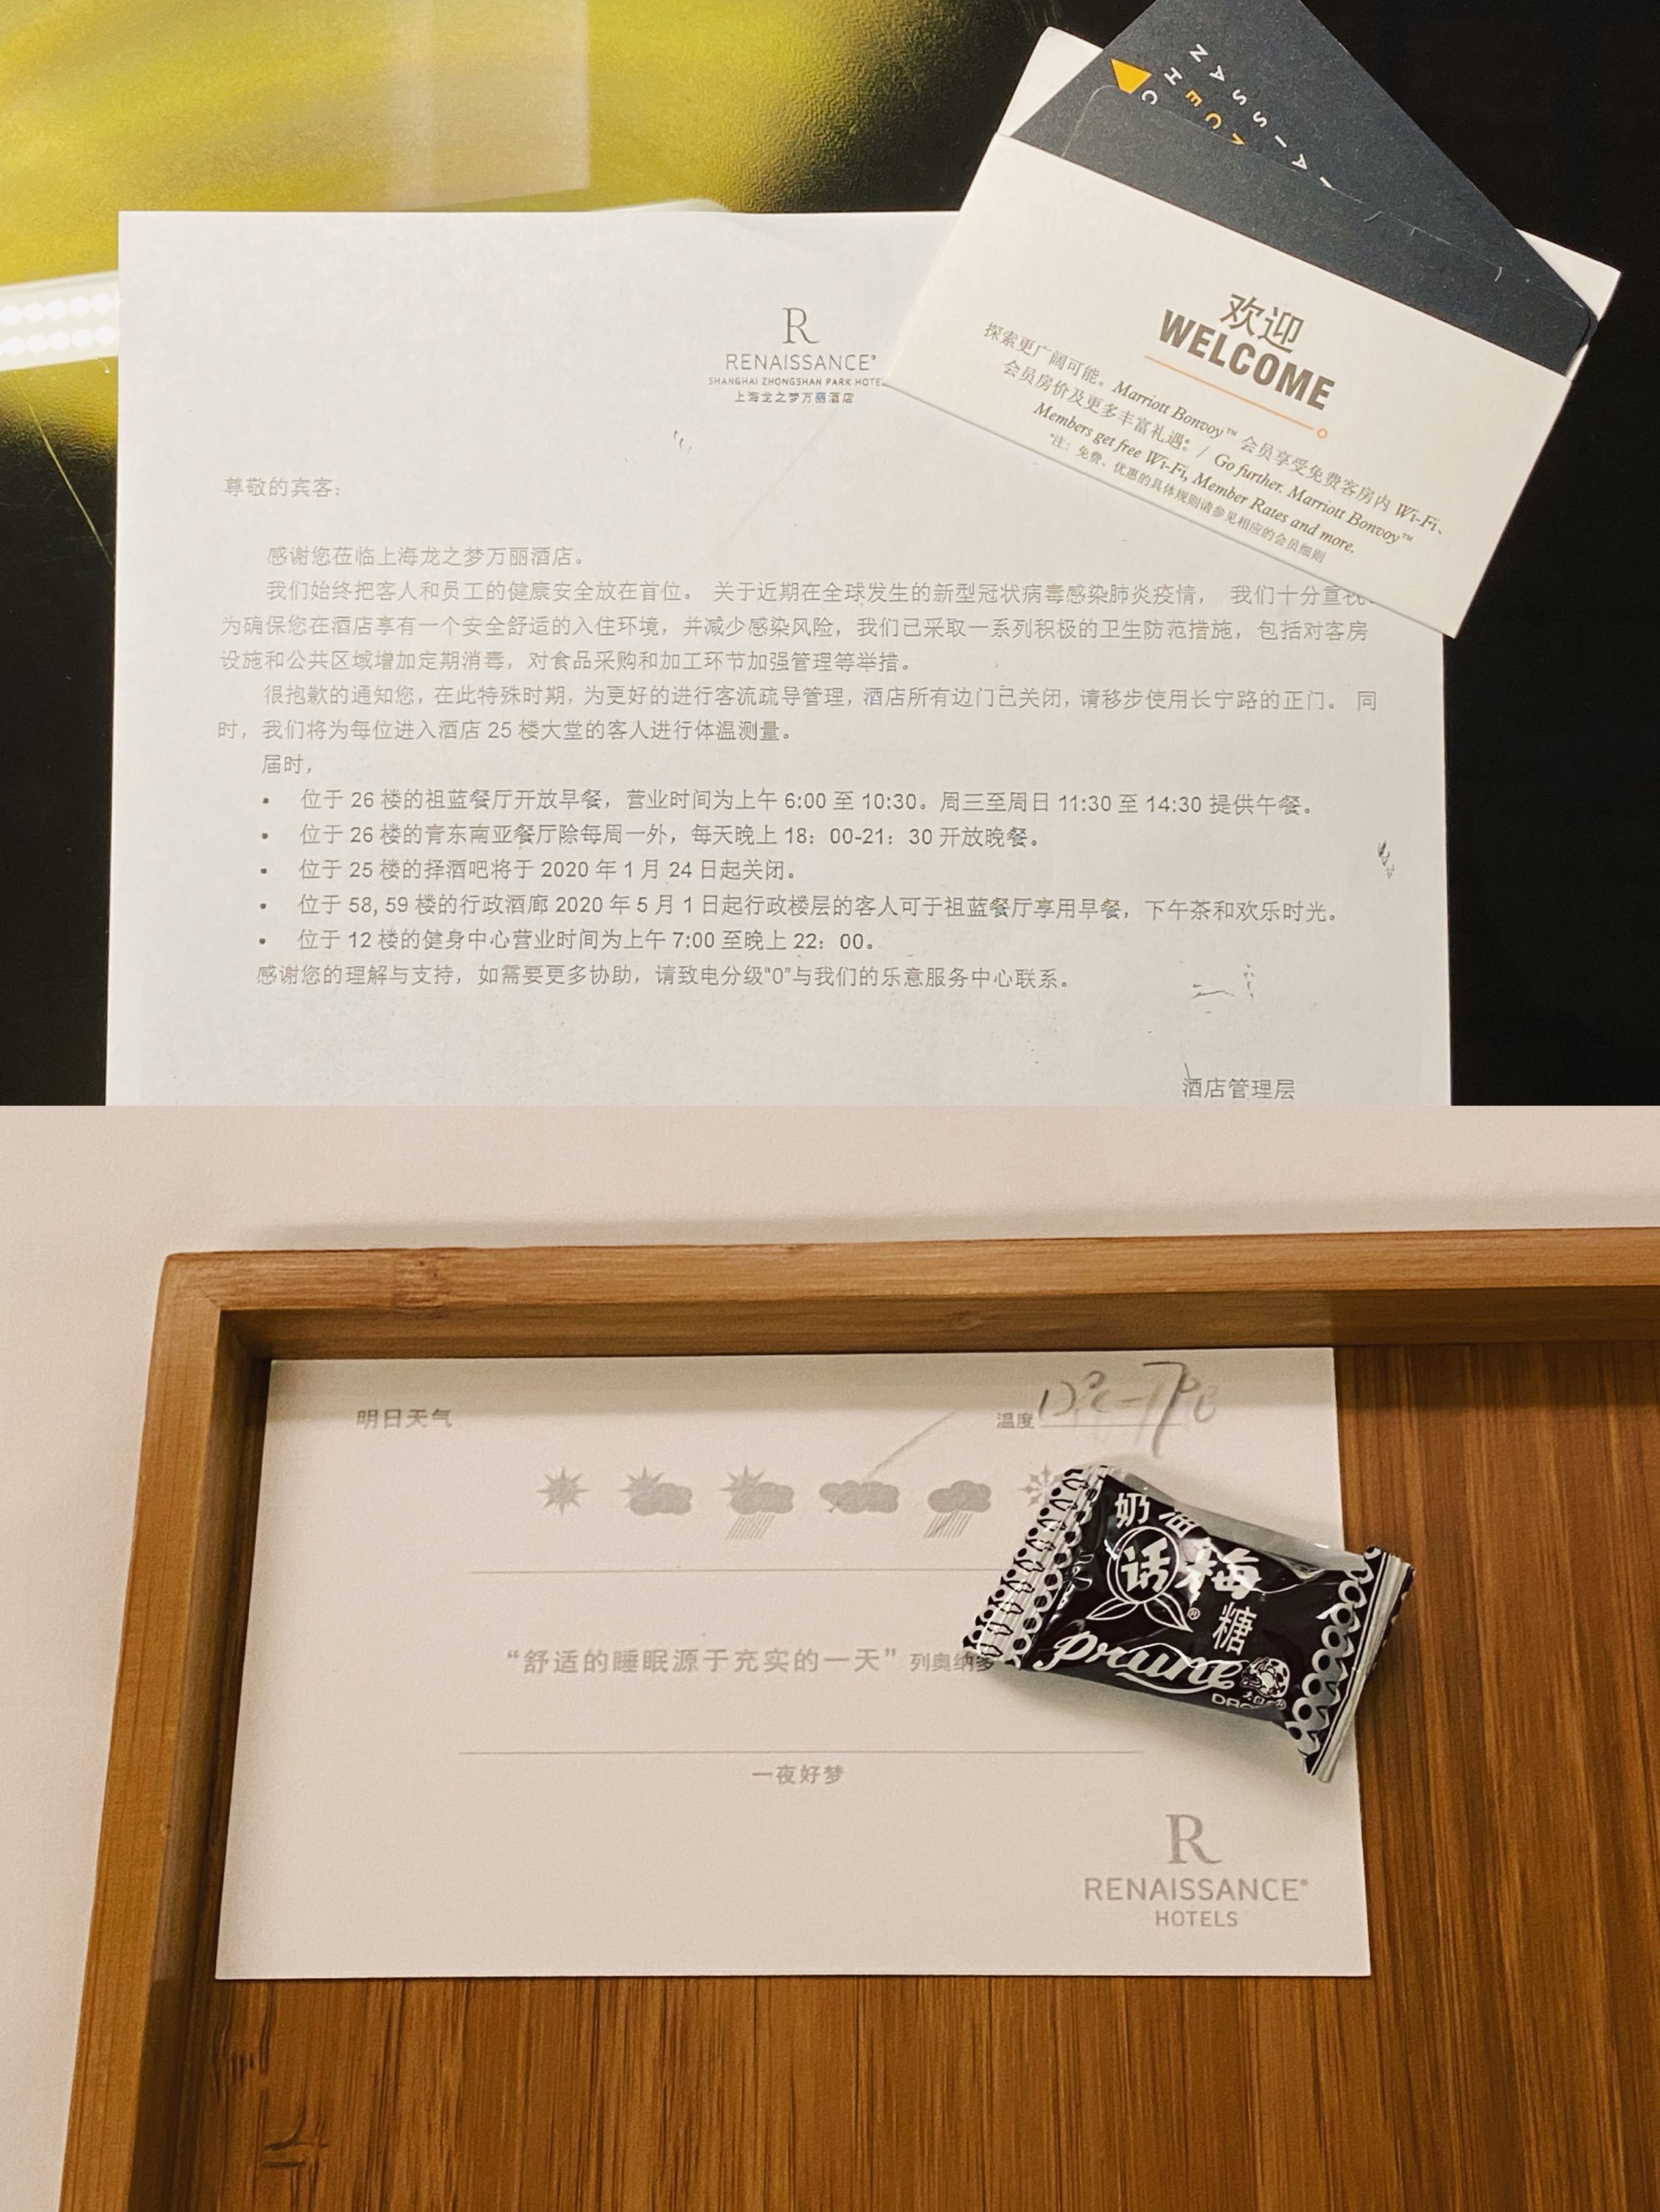 R
RENAISSANCE®
SHANGHAI ZHONGSHAN PARK HOTEL
上海龙之梦万丽酒店
尊敬的宾客:
感谢您莅临上海龙之梦万丽酒店。
我们始终把客人和员工的健康安全放在首位。 关于近期在全球发生的新型冠状病毒感染肺炎疫情, 我们十分重视。
为确保您在酒店享有一个安全舒适的入住环境,并减少感染风险,我们已采取一系列积极的卫生防范措施,包括对客房
设施和公共区域增加定期消毒,对食品采购和加工环节加强管理等举措。
很抱歉的通知您,在此特殊时期,为更好的进行客流疏导管理,酒店所有边门已关闭,请移步使用长宁路的正门。 同
时,我们将为每位进入酒店 25 楼大堂的客人进行体温测量。
届时,
• 位于 26 楼的祖蓝餐厅开放早餐,营业时间为上午 6:00 至 10:30。周三至周日 11:30 至 14:30 提供午餐。
• 位于 26 楼的青东南亚餐厅除每周一外,每天晚上 18:00-21:30 开放晚餐。
• 位于 25 楼的择酒吧将于 2020 年 1 月 24 日起关闭。
• 位于 58, 59 楼的行政酒廊 2020 年 5 月 1 日起行政楼层的客人可于祖蓝餐厅享用早餐,下午茶和欢乐时光。
• 位于 12 楼的健身中心营业时间为上午 7:00 至晚上 22:00。
感谢您的理解与支持,如需要更多协助,请致电分级“0”与我们的乐意服务中心联系。
酒店管理层
欢迎
WELCOME
探索更广阔可能。Marriott Bonvoy™ 会员享受免费客房内 Wi-Fi、
会员房价及更多丰富礼遇*。/ Go further. Marriott Bonvoy™
Members get free Wi-Fi, Member Rates and more.
*注:免费、优惠的具体规则请参见相应的会员细则
明日天气
温度
“舒适的睡眠源于充实的一天” 列奥纳多
一夜好梦
R
RENAISSANCE®
HOTELS
奶油
话梅
糖
prune